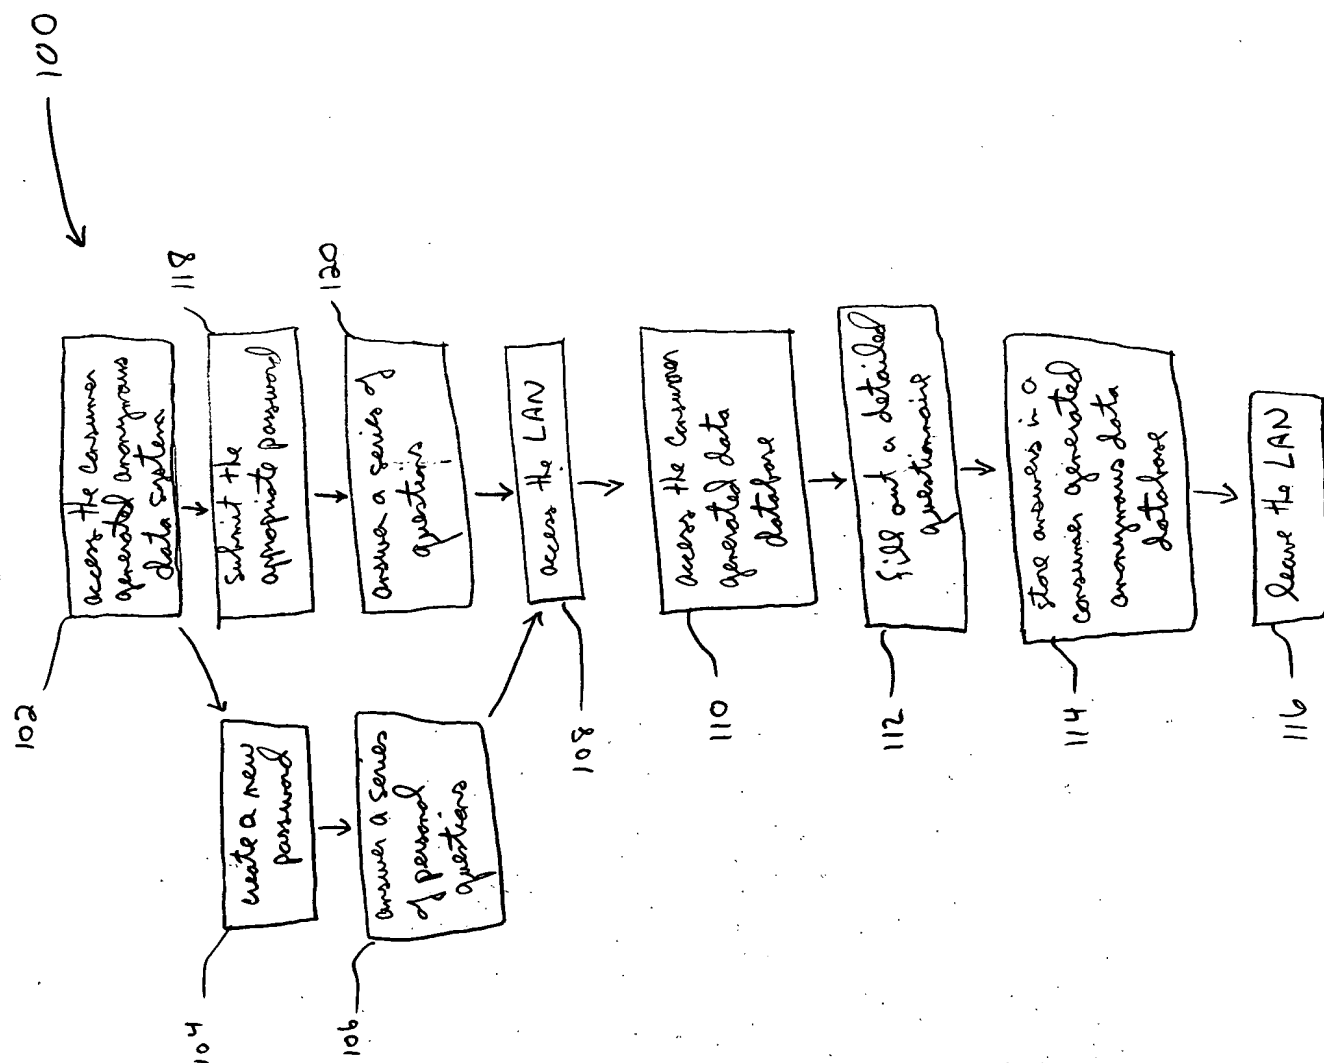 100
102
access the consumer
generated anonymous
data system
118
submit the
appropriate password
120
answer a series of
questions
104
create a new
password
106
answer a series
of personal
questions
108
access the LAN
110
access the consumer
generated data
database
112
fill out a detailed
questionnaire
114
store answers in a
consumer generated
anonymous data
database
116
leave the LAN